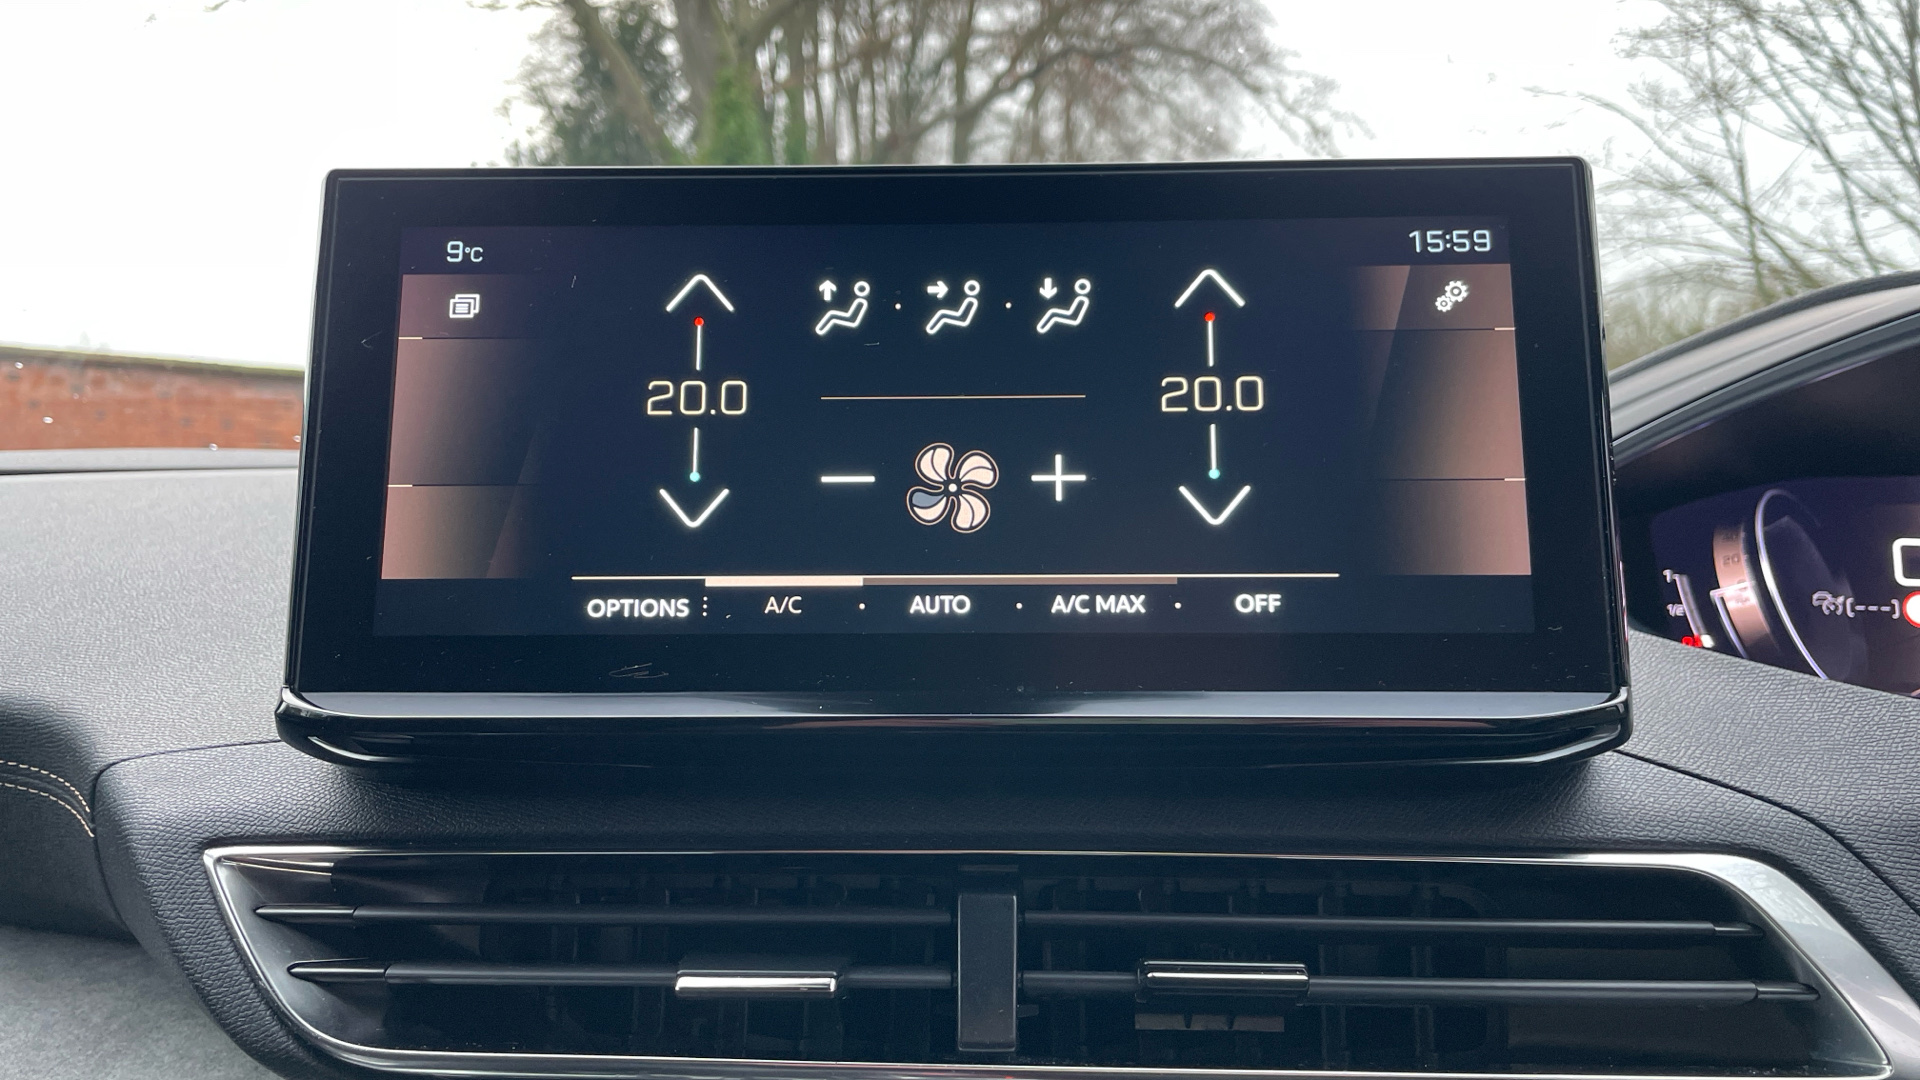 9°C
15:59
20.0
20.0
OPTIONS A/C · AUTO · A/C MAX · OFF